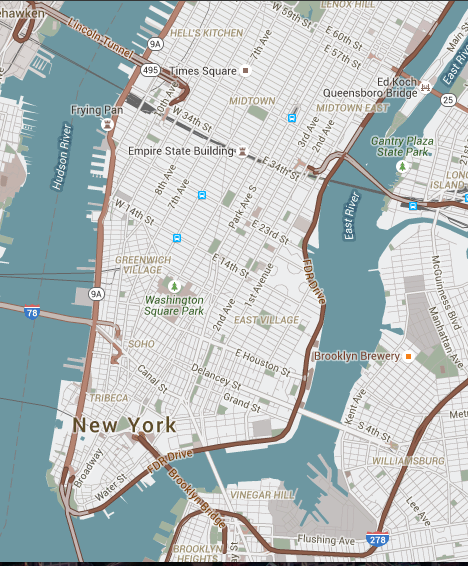 LENOX HILL
ehawken
Lincoln Tunnel
HELL'S KITCHEN
W 59th St
E 60th St
E 57th St
7th Ave
9A
495
Times Square
10th Ave
East River
Ed Koch
Queensboro Bridge
25
MIDTOWN
MIDTOWN EAST
Frying Pan
W 34th St
3rd Ave
2nd Ave
Gantry Plaza
State Park
Hudson River
Empire State Building
E 34th St
LONG
ISLAND
8th Ave
7th Ave
Park Ave S
East River
W 14th St
E 23rd St
GREENWICH
VILLAGE
E 14th St
1st Avenue
FDR Drive
McGuinness Blvd
Manhattan Ave
9A
Washington
Square Park
2nd Ave
78
EAST VILLAGE
SOHO
E Houston St
Brooklyn Brewery
Canal St
Delancey St
Grand St
TRIBECA
Kent Ave
S 4th St
New York
WILLIAMSBURG
Broadway
Water St
FDR Drive
Brooklyn Bridge
VINEGAR HILL
Lee Ave
Flushing Ave
278
BROOKLYN
HEIGHTS